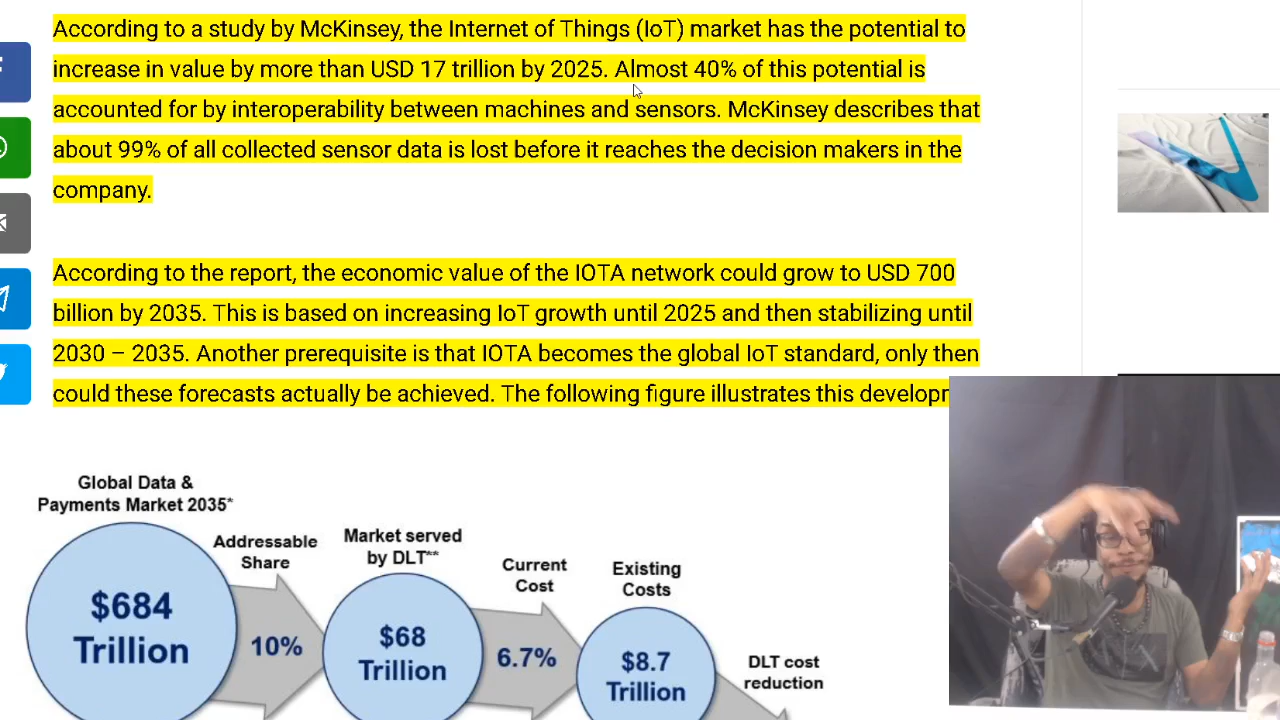 According to a study by McKinsey, the Internet of Things (IoT) market has the potential to
increase in value by more than USD 17 trillion by 2025. Almost 40% of this potential is
accounted for by interoperability between machines and sensors. McKinsey describes that
about 99% of all collected sensor data is lost before it reaches the decision makers in the
company.
According to the report, the economic value of the IOTA network could grow to USD 700
billion by 2035. This is based on increasing IoT growth until 2025 and then stabilizing until
2030 – 2035. Another prerequisite is that IOTA becomes the global IoT standard, only then
could these forecasts actually be achieved. The following figure illustrates this developr
Global Data &
Payments Market 2035*
Addressable
Share
Market served
by DLT**
Current
Cost
Existing
Costs
$684
Trillion
10%
$68
Trillion
6.7%
$8.7
Trillion
DLT cost
reduction